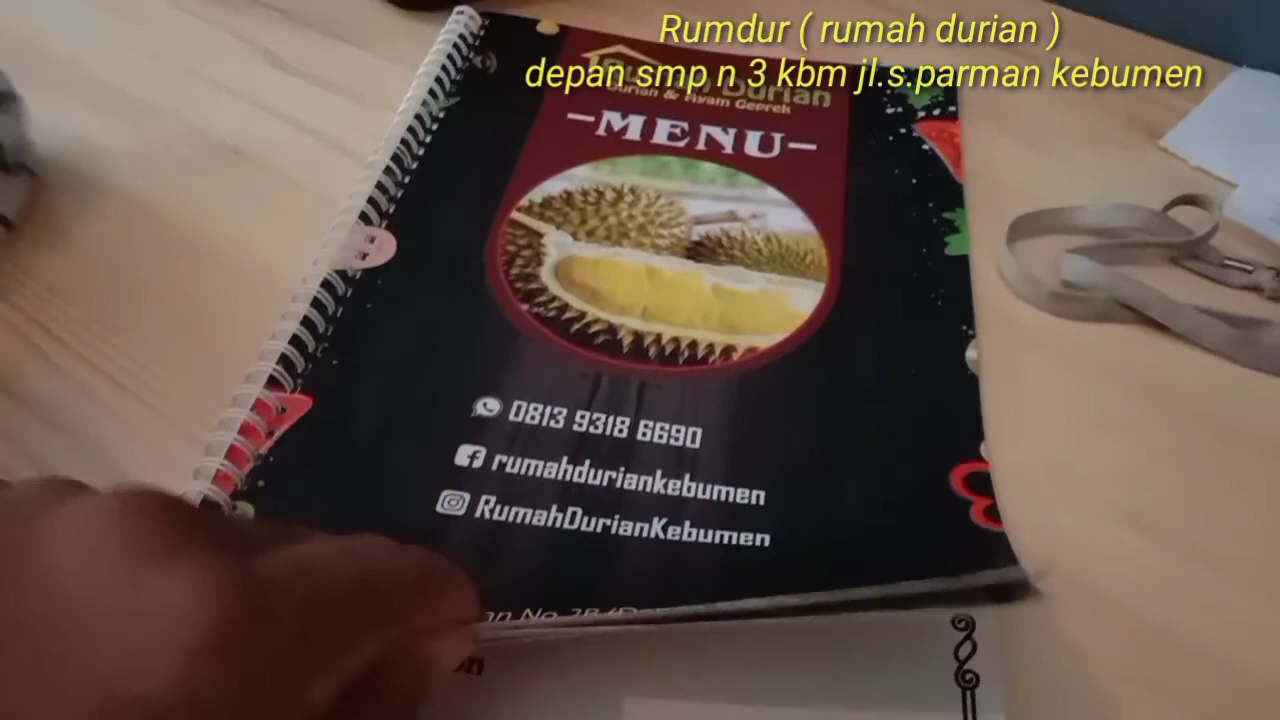 Rumdur ( rumah durian )
depan smp n 3 kbm jl.s.parman kebumen
Durian
Durian & Ayam Geprek
-MENU-
0813 9318 6690
rumahduriankebumen
RumahDurianKebumen
No.